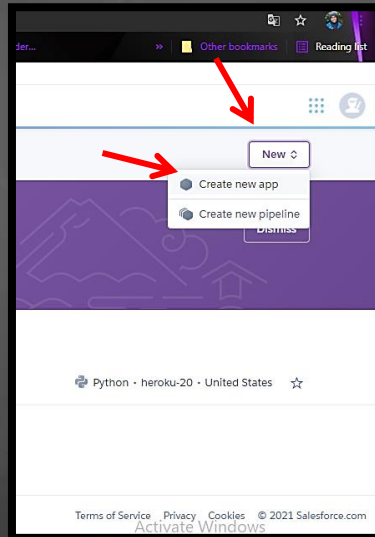 der...
»
Other bookmarks
Reading list
New
Create new app
Create new pipeline
Dismiss
Python • heroku-20 • United States
Terms of Service Privacy Cookies © 2021 Salesforce.com
Activate Windows